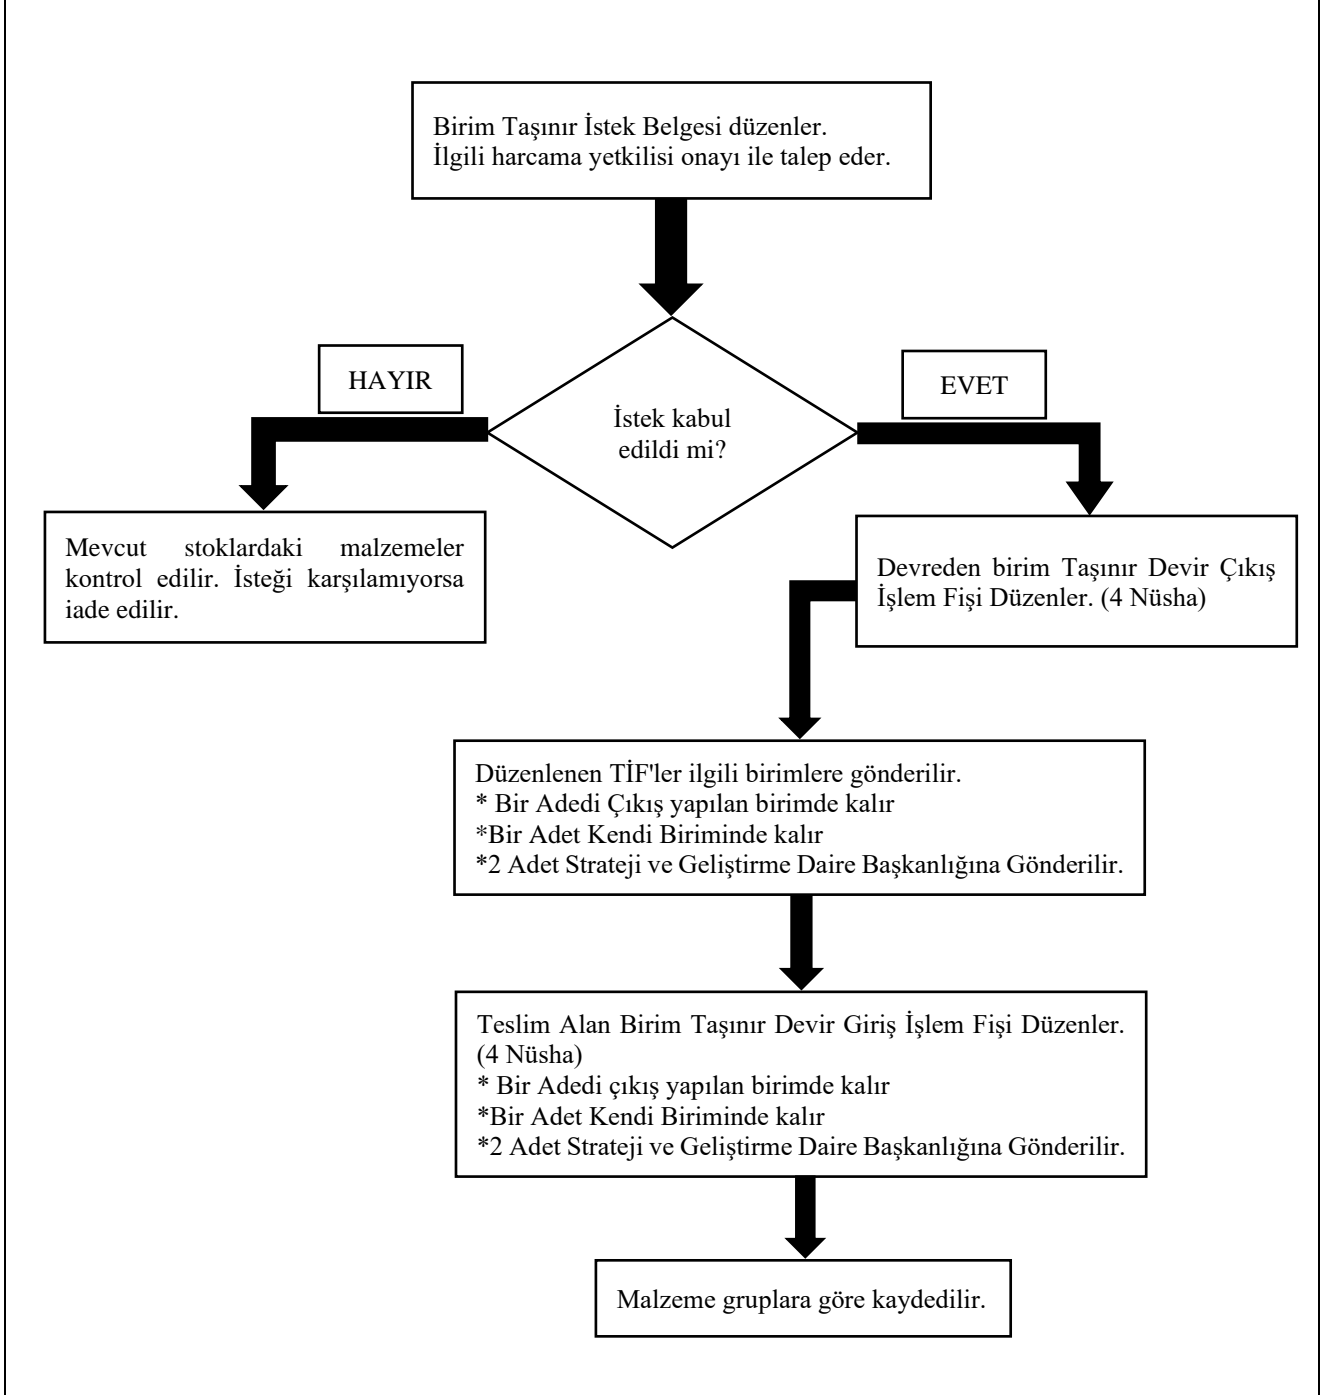 Birim Taşınır İstek Belgesi düzenler.
İlgili harcama yetkilisi onayı ile talep eder.
HAYIR
EVET
İstek kabul
edildi mi?
Mevcut stoklardaki malzemeler
kontrol edilir. İsteği karşılamıyorsa
iade edilir.
Devreden birim Taşınır Devir Çıkış
İşlem Fişi Düzenler. (4 Nüsha)
Düzenlenen TİF'ler ilgili birimlere gönderilir.
* Bir Adedi Çıkış yapılan birimde kalır
*Bir Adet Kendi Biriminde kalır
*2 Adet Strateji ve Geliştirme Daire Başkanlığına Gönderilir.
Teslim Alan Birim Taşınır Devir Giriş İşlem Fişi Düzenler.
(4 Nüsha)
* Bir Adedi çıkış yapılan birimde kalır
*Bir Adet Kendi Biriminde kalır
*2 Adet Strateji ve Geliştirme Daire Başkanlığına Gönderilir.
Malzeme gruplara göre kaydedilir.